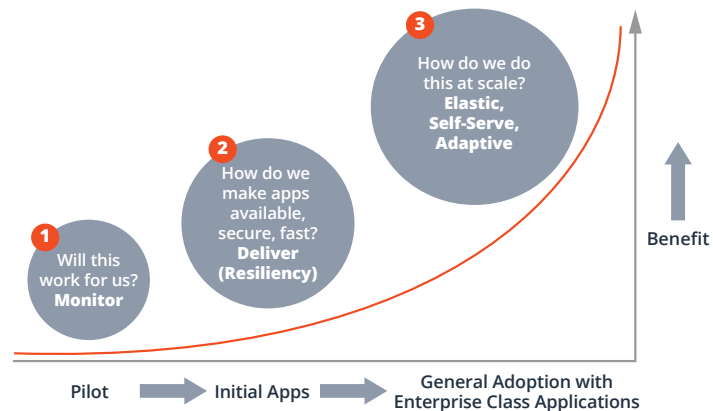 1
Will this
work for us?
Monitor
2
How do we
make apps
available,
secure, fast?
Deliver
(Resiliency)
3
How do we do
this at scale?
Elastic,
Self-Serve,
Adaptive
Benefit
Pilot
Initial Apps
General Adoption with
Enterprise Class Applications